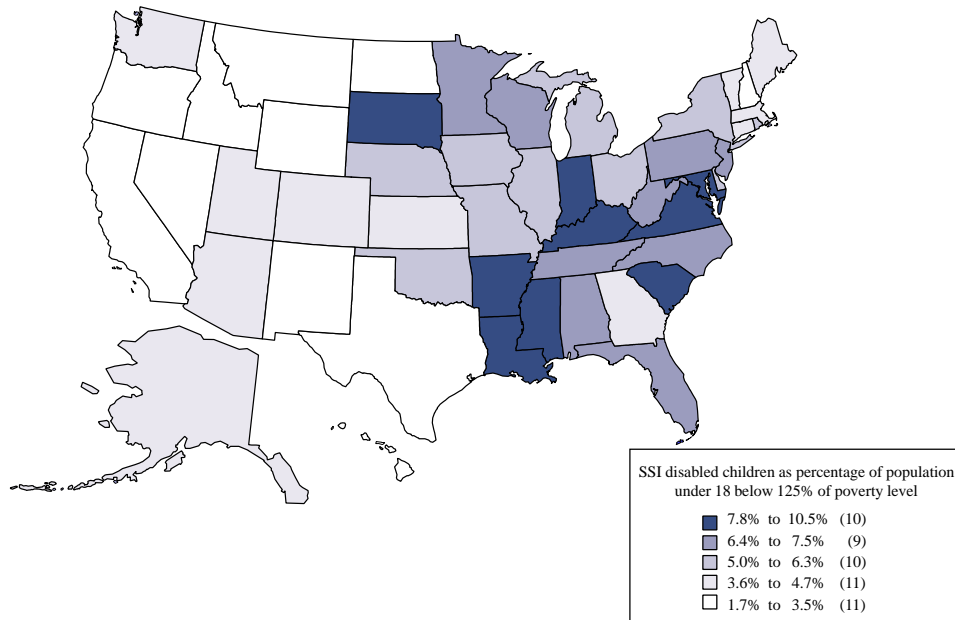 SSI disabled children as percentage of population
under 18 below 125% of poverty level
7.8% to 10.5% (10)
6.4% to 7.5% (9)
5.0% to 6.3% (10)
3.6% to 4.7% (11)
1.7% to 3.5% (11)